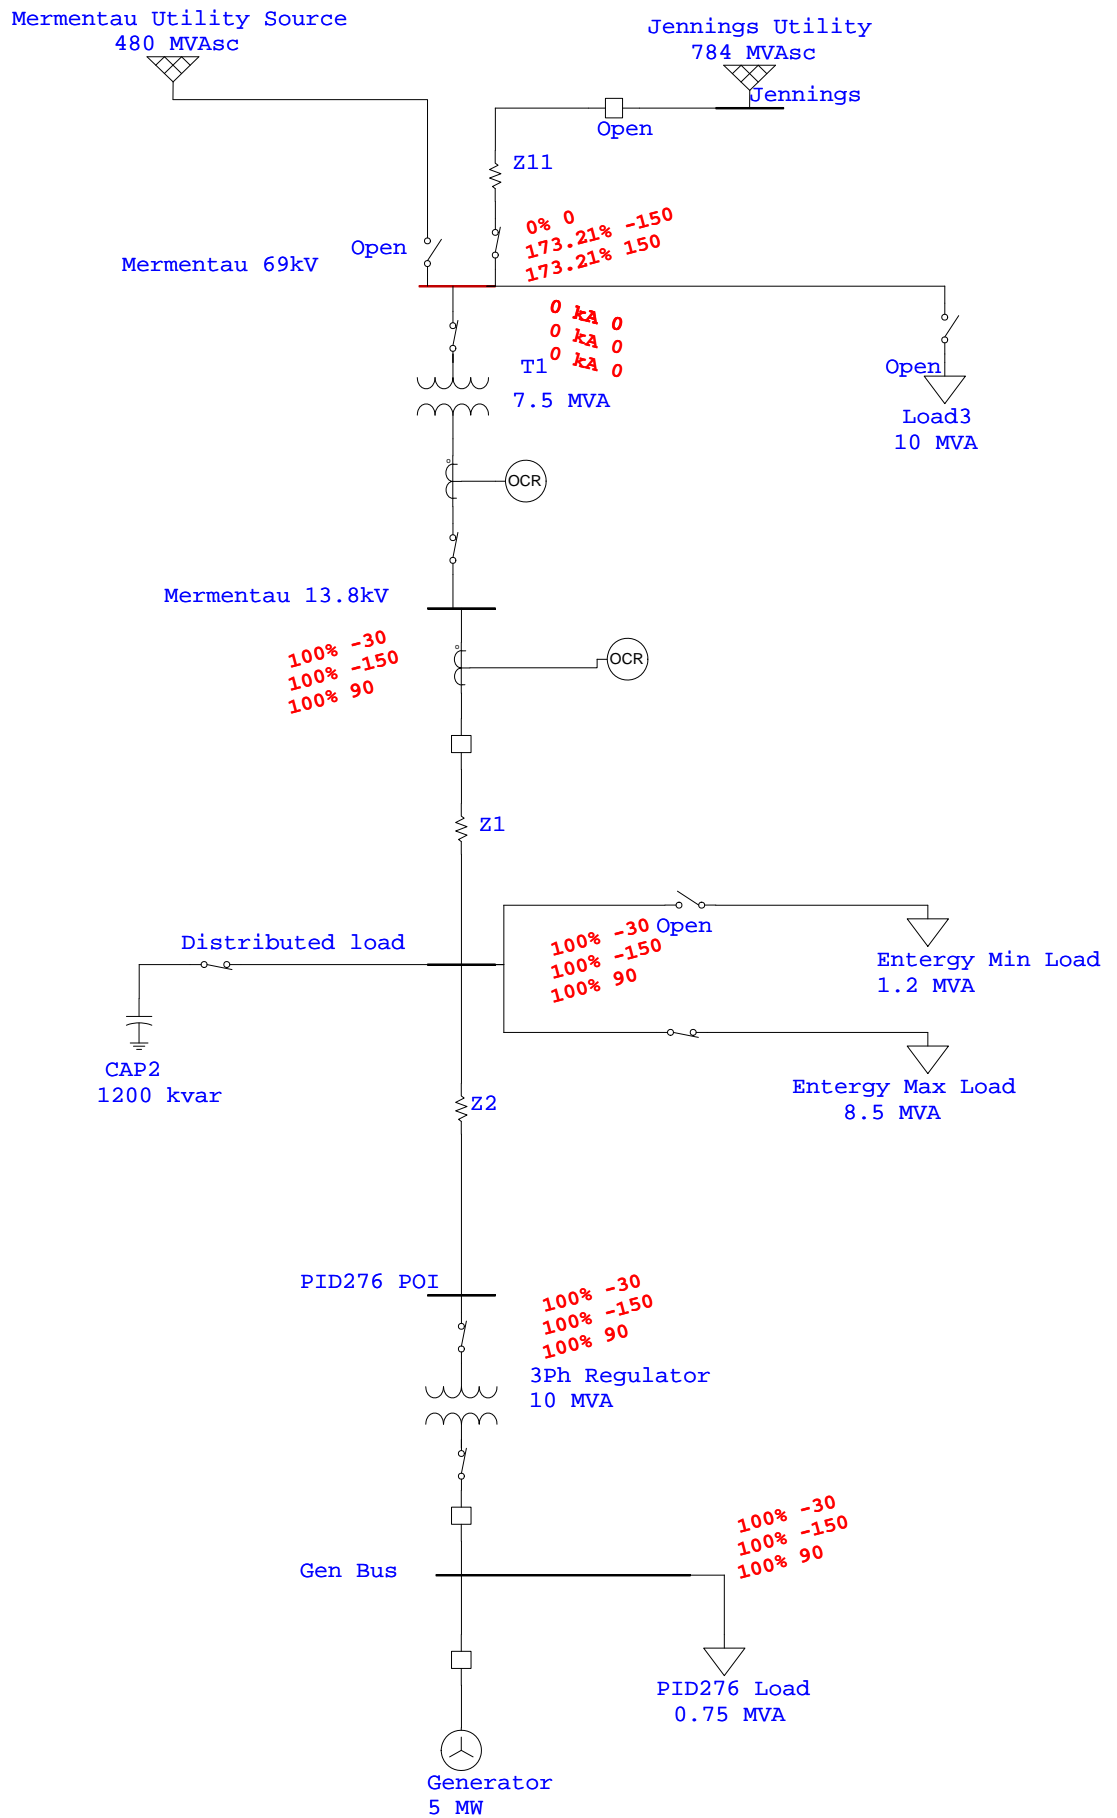 Mermentau Utility Source
480 MVAsc
Jennings Utility
784 MVAsc
Jennings
Open
Z11
0% 0
173.21% -150
173.21% 150
Open
Mermentau 69kV
0 kA 0
0 kA 0
0 kA 0
T1
7.5 MVA
Open
Load3
10 MVA
OCR
Mermentau 13.8kV
100% -30
100% -150
100% 90
OCR
Z1
Distributed load
100% -30
100% -150
100% 90
Open
Entergy Min Load
1.2 MVA
CAP2
1200 kvar
Entergy Max Load
8.5 MVA
Z2
PID276 POI
100% -30
100% -150
100% 90
3Ph Regulator
10 MVA
100% -30
100% -150
100% 90
Gen Bus
PID276 Load
0.75 MVA
Generator
5 MW